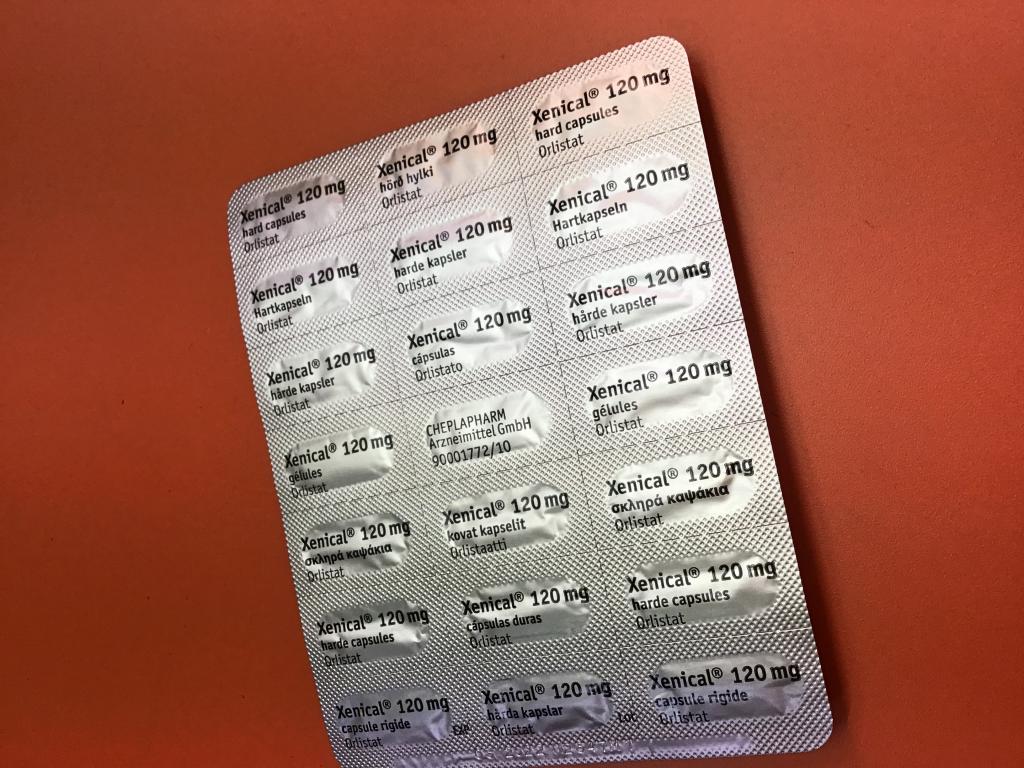 Xenical® 120 mg
hard capsules
Orlistat
Xenical® 120 mg
hörð hylki
Orlistat
Xenical® 120 mg
hard capsules
Orlistat
Xenical® 120 mg
Hartkapseln
Orlistat
Xenical® 120 mg
harde kapsler
Orlistat
Xenical® 120 mg
Hartkapseln
Orlistat
Xenical® 120 mg
hårde kapsler
Orlistat
Xenical® 120 mg
cápsulas
Orlistato
Xenical® 120 mg
hårde kapsler
Orlistat
Xenical® 120 mg
gélules
Orlistat
CHEPLAPHARM
Arzneimittel GmbH
90001772/10
Xenical® 120 mg
gélules
Orlistat
Xenical® 120 mg
σκληρά καψάκια
Orlistat
Xenical® 120 mg
kovat kapselit
Orlistaatti
Xenical® 120 mg
σκληρά καψάκια
Orlistat
Xenical® 120 mg
harde capsules
Orlistat
Xenical® 120 mg
cápsulas duras
Orlistat
Xenical® 120 mg
harde capsules
Orlistat
Xenical® 120 mg
capsule rigide
Orlistat
Xenical® 120 mg
hårda kapslar
Orlistat
Xenical® 120 mg
capsule rigide
Orlistat
EXP
Lot